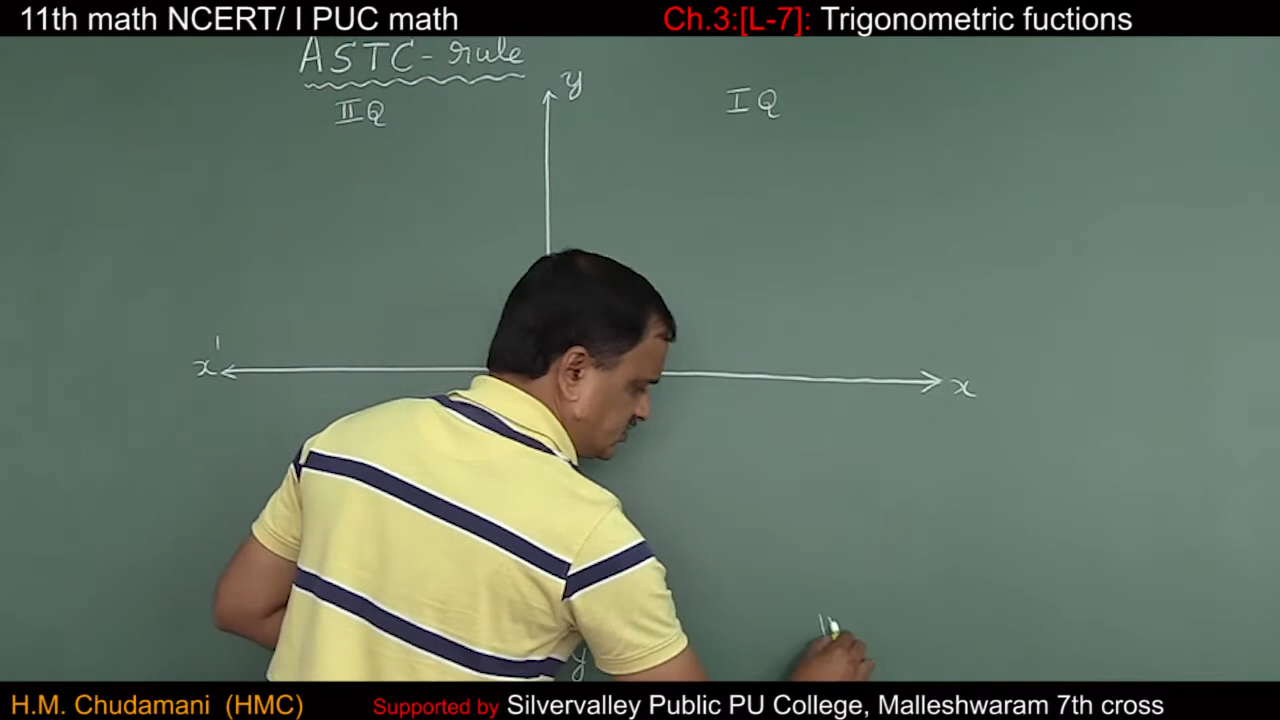 11th math NCERT/ I PUC math
Ch.3:[L-7]: Trigonometric fuctions
ASTC - rule
II Q
y
I Q
x'
x
y
H.M. Chudamani (HMC)
Supported by Silvervalley Public PU College, Malleshwaram 7th cross